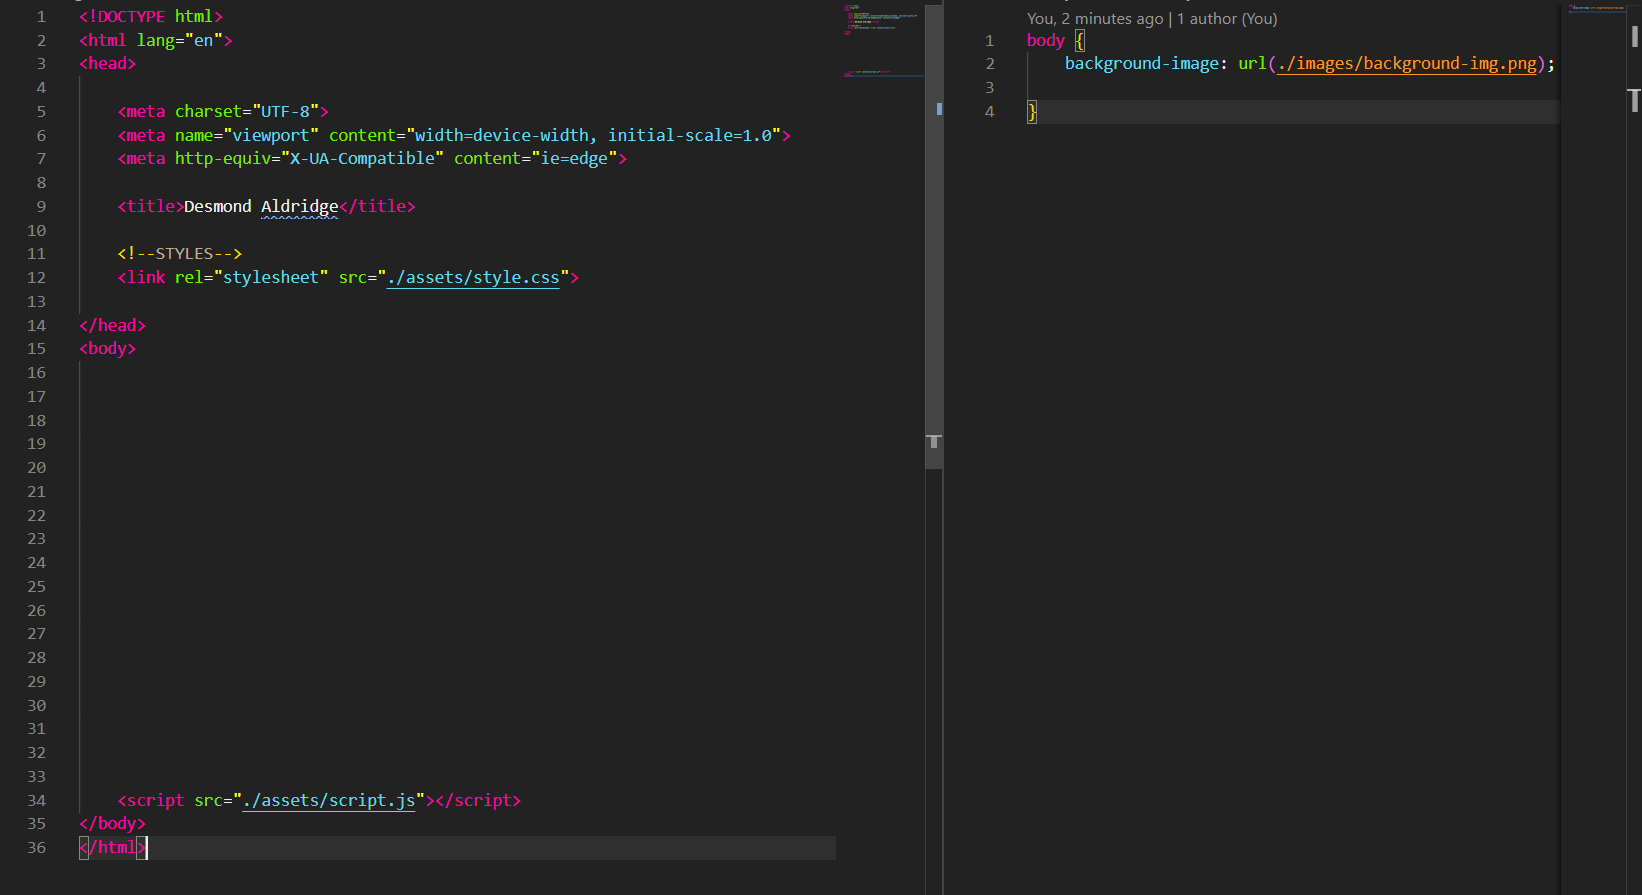 1 <!DOCTYPE html>
2 <html lang="en">
3 <head>
4
5 <meta charset="UTF-8">
6 <meta name="viewport" content="width=device-width, initial-scale=1.0">
7 <meta http-equiv="X-UA-Compatible" content="ie=edge">
8
9 <title>Desmond Aldridge</title>
10
11 <!--STYLES-->
12 <link rel="stylesheet" src="./assets/style.css">
13
14 </head>
15 <body>
16
17
18
19
20
21
22
23
24
25
26
27
28
29
30
31
32
33
34 <script src="./assets/script.js"></script>
35 </body>
36 </html>
You, 2 minutes ago | 1 author (You)
1 body {
2 background-image: url(./images/background-img.png);
3
4 }